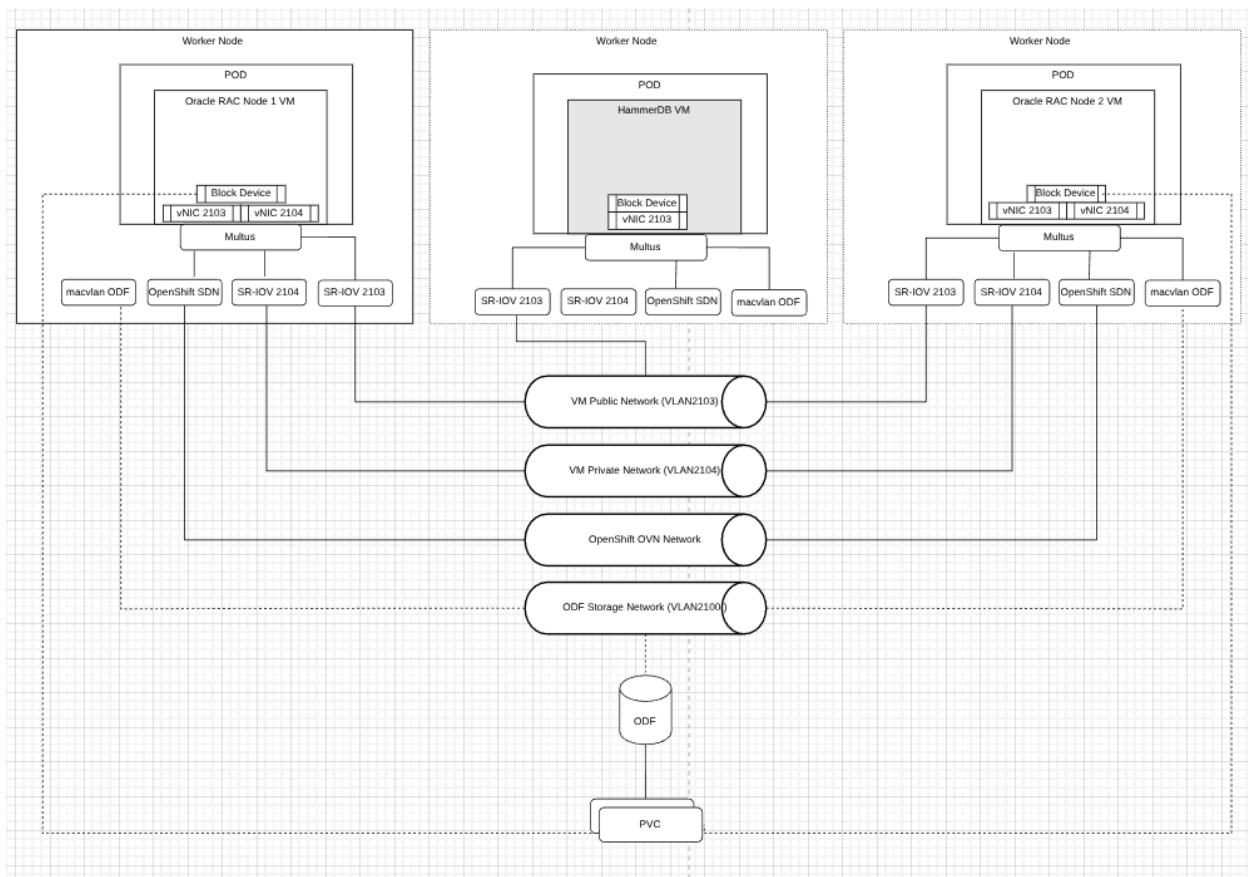 Worker Node
POD
Oracle RAC Node 1 VM
Block Device
vNIC 2103
vNIC 2104
Multus
macvlan ODF
OpenShift SDN
SR-IOV 2104
SR-IOV 2103
Worker Node
POD
HammerDB VM
Block Device
vNIC 2103
Multus
SR-IOV 2103
SR-IOV 2104
OpenShift SDN
macvlan ODF
Worker Node
POD
Oracle RAC Node 2 VM
Block Device
vNIC 2103
vNIC 2104
Multus
SR-IOV 2103
SR-IOV 2104
OpenShift SDN
macvlan ODF
VM Public Network (VLAN2103)
VM Private Network (VLAN2104)
OpenShift OVN Network
ODF Storage Network (VLAN2100)
ODF
PVC